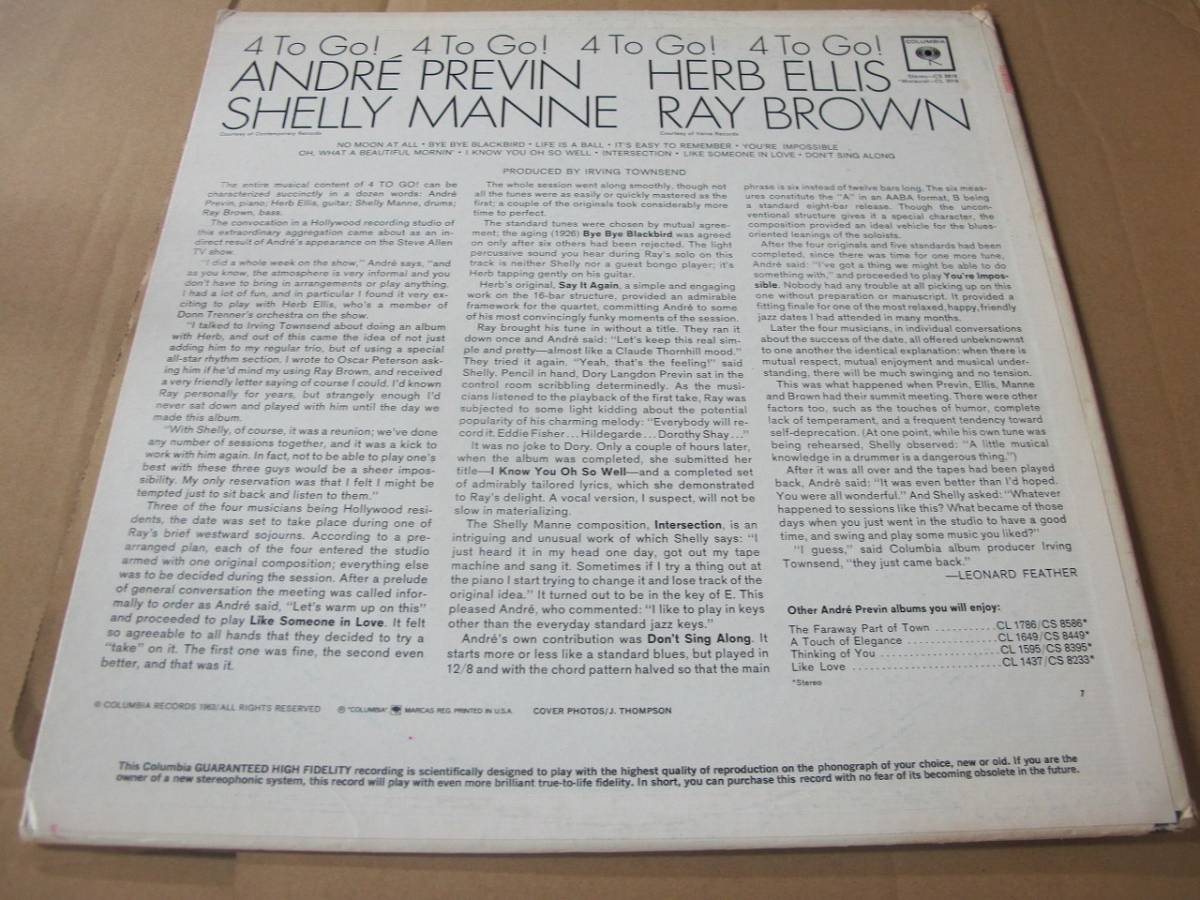 4 To Go! 4 To Go! 4 To Go! 4 To Go!
COLUMBIA
ANDRÉ PREVIN HERB ELLIS
SHELLY MANNE RAY BROWN
Courtesy of Contemporary Records
Courtesy of Verve Records
NO MOON AT ALL • BYE BYE BLACKBIRD • LIFE IS A BALL • IT'S EASY TO REMEMBER • YOU'RE IMPOSSIBLE
OH, WHAT A BEAUTIFUL MORNIN' • I KNOW YOU OH SO WELL • INTERSECTION • LIKE SOMEONE IN LOVE • DON'T SING ALONG
PRODUCED BY IRVING TOWNSEND
The entire musical content of 4 TO GO! can be
characterized succinctly in a dozen words: André
Previn, piano; Herb Ellis, guitar; Shelly Manne, drums;
Ray Brown, bass.
The convocation in a Hollywood recording studio of
this extraordinary aggregation came about as an in-
direct result of André's appearance on the Steve Allen
TV show.
"I did a whole week on the show," André says, "and
as you know, the atmosphere is very informal and you
don't have to bring in arrangements or play anything.
I had a lot of fun, and in particular I found it very ex-
citing to play with Herb Ellis, who's a member of
Donn Trenner's orchestra on the show.
"I talked to Irving Townsend about doing an album
with Herb, and out of this came the idea of not just
adding him to my regular trio, but of using a special
all-star rhythm section. I wrote to Oscar Peterson ask-
ing him if he'd mind my using Ray Brown, and received
a very friendly letter saying of course I could. I'd known
Ray personally for years, but strangely enough I'd
never sat down and played with him until the day we
made this album.
"With Shelly, of course, it was a reunion; we've done
any number of sessions together, and it was a kick to
work with him again. In fact, not to be able to play one's
best with these three guys would be a sheer impos-
sibility. My only reservation was that I felt I might be
tempted just to sit back and listen to them."
Three of the four musicians being Hollywood resi-
dents, the date was set to take place during one of
Ray's brief westward sojourns. According to a pre-
arranged plan, each of the four entered the studio
armed with one original composition; everything else
was to be decided during the session. After a prelude
of general conversation the meeting was called infor-
mally to order as André said, "Let's warm up on this"
and proceeded to play Like Someone in Love. It felt
so agreeable to all hands that they decided to try a
"take" on it. The first one was fine, the second even
better, and that was it.
The whole session went along smoothly, though not
all the tunes were as easily or quickly mastered as the
first; a couple of the originals took considerably more
time to perfect.
The standard tunes were chosen by mutual agree-
ment; the aging (1926) Bye Bye Blackbird was agreed
on only after six others had been rejected. The light
percussive sound you hear during Ray's solo on this
track is neither Shelly nor a guest bongo player; it's
Herb tapping gently on his guitar.
Herb's original, Say It Again, a simple and engaging
work on the 16-bar structure, provided an admirable
framework for the quartet, committing André to some
of his most convincingly funky moments of the session.
Ray brought his tune in without a title. They ran it
down once and André said: "Let's keep this real sim-
ple and pretty—almost like a Claude Thornhill mood."
They tried it again. "Yeah, that's the feeling!" said
Shelly. Pencil in hand, Dory Langdon Previn sat in the
control room scribbling determinedly. As the musi-
cians listened to the playback of the first take, Ray was
subjected to some light kidding about the potential
popularity of his charming melody: "Everybody will re-
cord it. Eddie Fisher... Hildegarde... Dorothy Shay..."
It was no joke to Dory. Only a couple of hours later,
when the album was completed, she submitted her
title—I Know You Oh So Well—and a completed set
of admirably tailored lyrics, which she demonstrated
to Ray's delight. A vocal version, I suspect, will not be
slow in materializing.
The Shelly Manne composition, Intersection, is an
intriguing and unusual work of which Shelly says: "I
just heard it in my head one day, got out my tape
machine and sang it. Sometimes if I try a thing out at
the piano I start trying to change it and lose track of the
original idea." It turned out to be in the key of E. This
pleased André, who commented: "I like to play in keys
other than the everyday standard jazz keys."
André's own contribution was Don't Sing Along. It
starts more or less like a standard blues, but played in
12/8 and with the chord pattern halved so that the main
phrase is six instead of twelve bars long. The six meas-
ures constitute the "A" in an AABA format, B being
a standard eight-bar release. Though the uncon-
ventional structure gives it a special character, the
composition provided an ideal vehicle for the blues-
oriented leanings of the soloists.
After the four originals and five standards had been
completed, since there was time for one more tune,
André said: "I've got a thing we might be able to do
something with," and proceeded to play You're Impos-
sible. Nobody had any trouble at all picking up on this
one without preparation or manuscript. It provided a
fitting finale for one of the most relaxed, happy, friendly
jazz dates I had attended in many months.
Later the four musicians, in individual conversations
about the success of the date, all offered unbeknownst
to one another the identical explanation: when there is
mutual respect, mutual enjoyment and musical under-
standing, there will be much swinging and no tension.
This was what happened when Previn, Ellis, Manne
and Brown had their summit meeting. There were other
factors too, such as the touches of humor, complete
lack of temperament, and a frequent tendency toward
self-deprecation. (At one point, while his own tune was
being rehearsed, Shelly observed: "A little musical
knowledge in a drummer is a dangerous thing.")
After it was all over and the tapes had been played
back, André said: "It was even better than I'd hoped.
You were all wonderful." And Shelly asked: "Whatever
happened to sessions like this? What became of those
days when you just went in the studio to have a good
time, and swing and play some music you liked?"
"I guess," said Columbia album producer Irving
Townsend, "they just came back."
—LEONARD FEATHER
Other André Previn albums you will enjoy:
The Faraway Part of Town ........... CL 1786/CS 8586*
A Touch of Elegance ............... CL 1649/CS 8449*
Thinking of You .................... CL 1595/CS 8395*
Like Love ........................ CL 1437/CS 8233*
*Stereo
7
© COLUMBIA RECORDS 1963/ALL RIGHTS RESERVED ® "COLUMBIA" MARCAS REG. PRINTED IN U.S.A. COVER PHOTOS/J. THOMPSON
This Columbia GUARANTEED HIGH FIDELITY recording is scientifically designed to play with the highest quality of reproduction on the phonograph of your choice, new or old. If you are the
owner of a new stereophonic system, this record will play with even more brilliant true-to-life fidelity. In short, you can purchase this record with no fear of its becoming obsolete in the future.